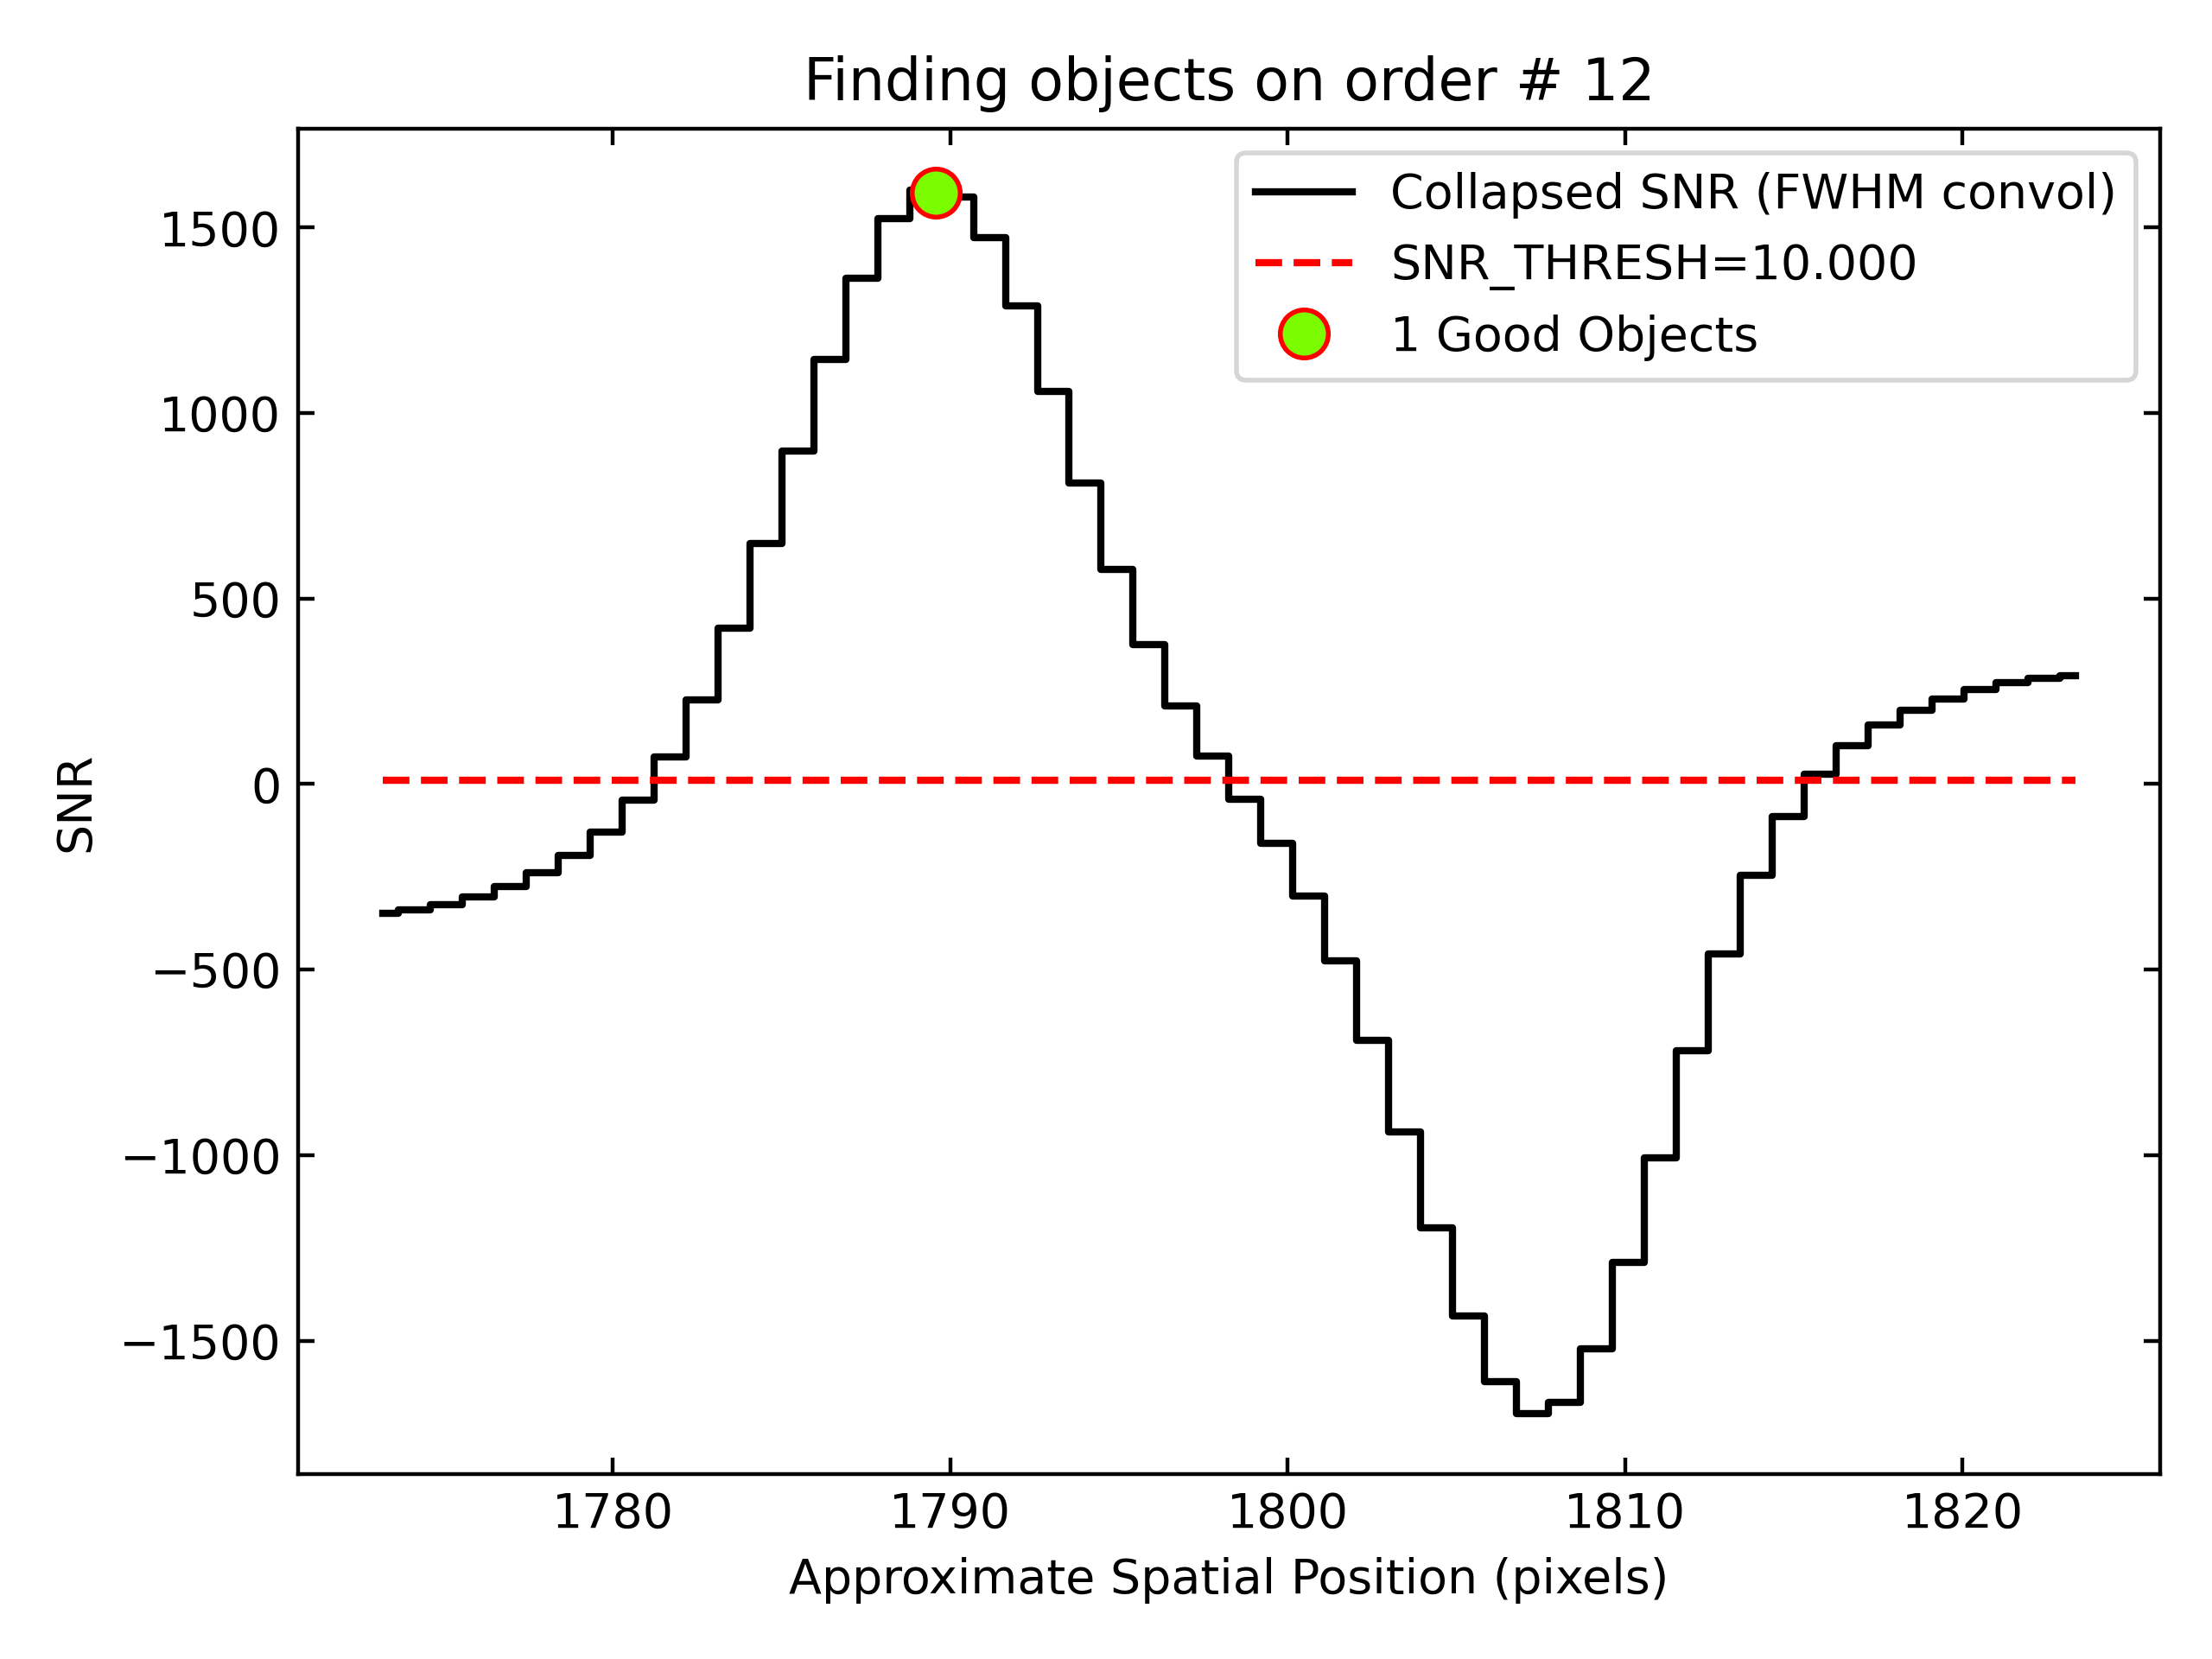 Finding objects on order # 12
Collapsed SNR (FWHM convol)
SNR_THRESH=10.000
1 Good Objects
1500
1000
500
0
−500
−1000
−1500
SNR
1780
1790
1800
1810
1820
Approximate Spatial Position (pixels)